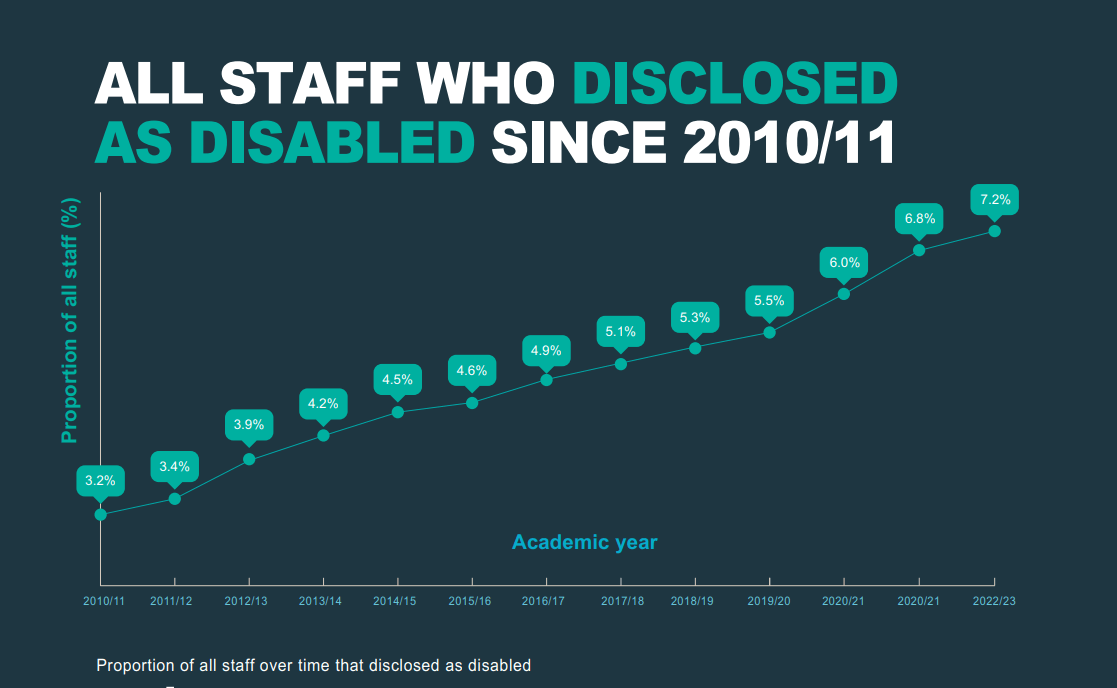 ALL STAFF WHO DISCLOSED
AS DISABLED SINCE 2010/11
Proportion of all staff (%)
3.2%
3.4%
3.9%
4.2%
4.5%
4.6%
4.9%
5.1%
5.3%
5.5%
6.0%
6.8%
7.2%
Academic year
2010/11 2011/12 2012/13 2013/14 2014/15 2015/16 2016/17 2017/18 2018/19 2019/20 2020/21 2020/21 2022/23
Proportion of all staff over time that disclosed as disabled